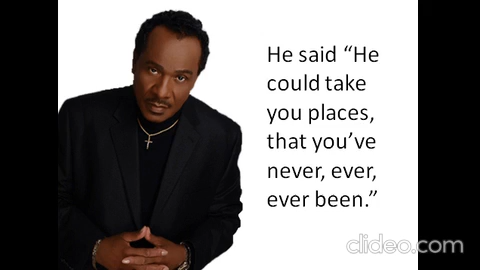 He said “He
could take
you places,
that you’ve
never, ever,
ever been.”
clideo.com